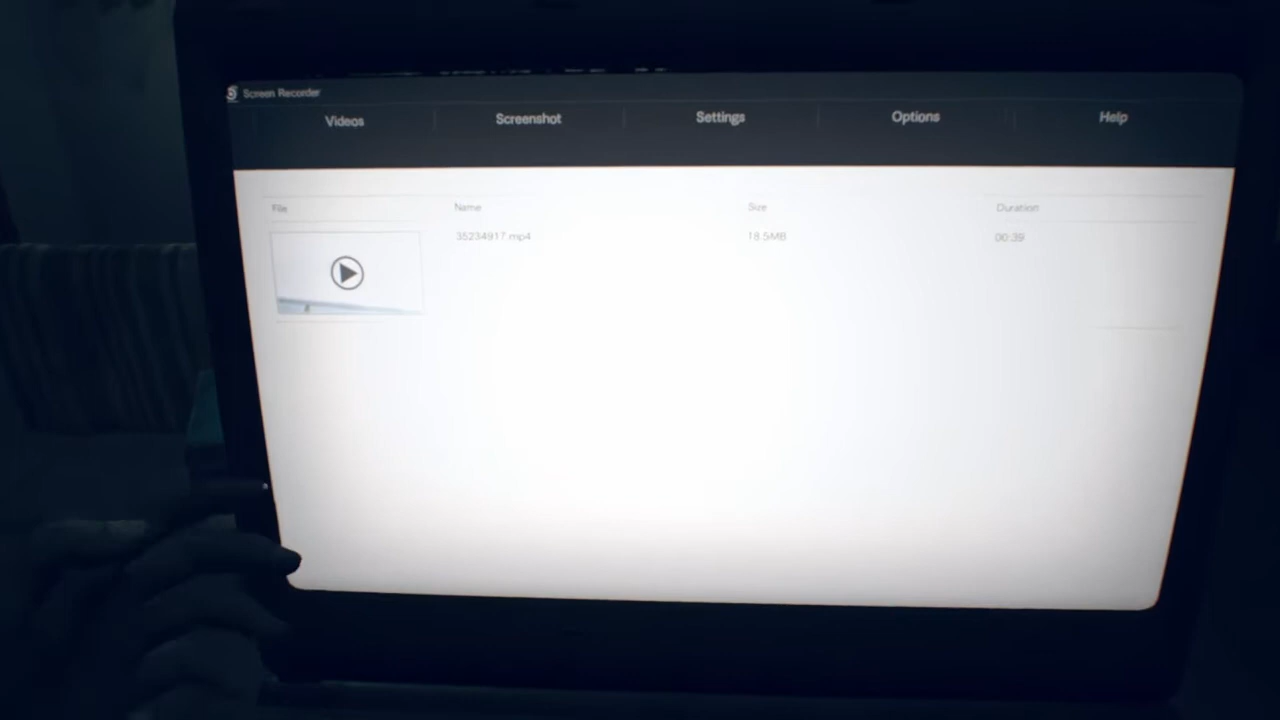 Screen Recorder
Videos Screenshot Settings Options Help
File Name Size Duration
35234917.mp4 18.5MB 00:39